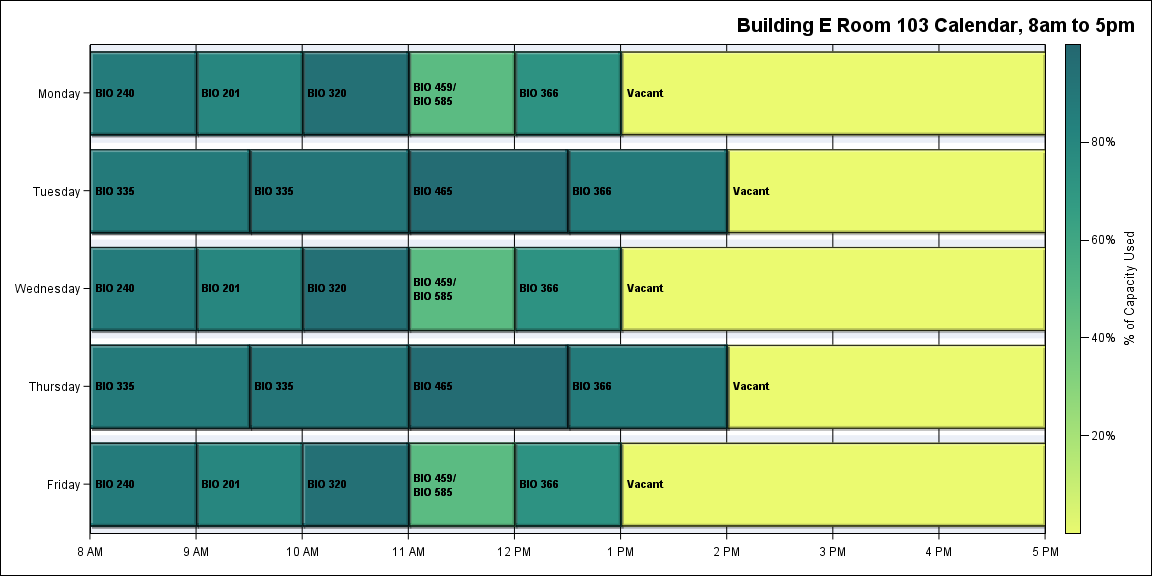 Building E Room 103 Calendar, 8am to 5pm
Monday
BIO 240
BIO 201
BIO 320
BIO 459/
BIO 585
BIO 366
Vacant
Tuesday
BIO 335
BIO 335
BIO 465
BIO 366
Vacant
Wednesday
BIO 240
BIO 201
BIO 320
BIO 459/
BIO 585
BIO 366
Vacant
Thursday
BIO 335
BIO 335
BIO 465
BIO 366
Vacant
Friday
BIO 240
BIO 201
BIO 320
BIO 459/
BIO 585
BIO 366
Vacant
8 AM
9 AM
10 AM
11 AM
12 PM
1 PM
2 PM
3 PM
4 PM
5 PM
80%
60%
40%
20%
% of Capacity Used